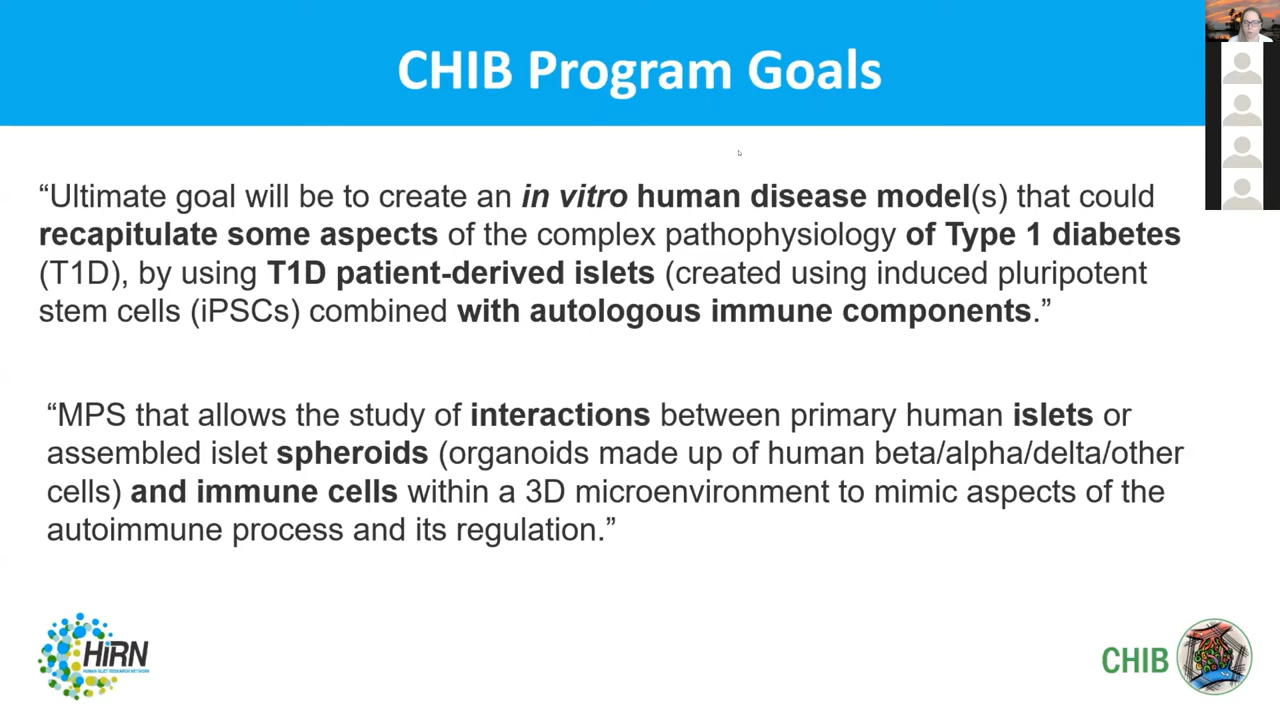 CHIB Program Goals
“Ultimate goal will be to create an in vitro human disease model(s) that could
recapitulate some aspects of the complex pathophysiology of Type 1 diabetes
(T1D), by using T1D patient-derived islets (created using induced pluripotent
stem cells (iPSCs) combined with autologous immune components.”
“MPS that allows the study of interactions between primary human islets or
assembled islet spheroids (organoids made up of human beta/alpha/delta/other
cells) and immune cells within a 3D microenvironment to mimic aspects of the
autoimmune process and its regulation.”
HiRN
HUMAN ISLET RESEARCH NETWORK
CHIB